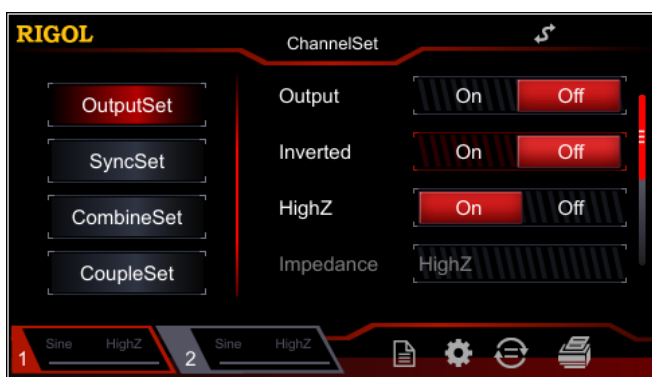 RIGOL
ChannelSet
OutputSet
SyncSet
CombineSet
CoupleSet
Output On Off
Inverted On Off
HighZ On Off
Impedance HighZ
1 Sine HighZ
2 Sine HighZ